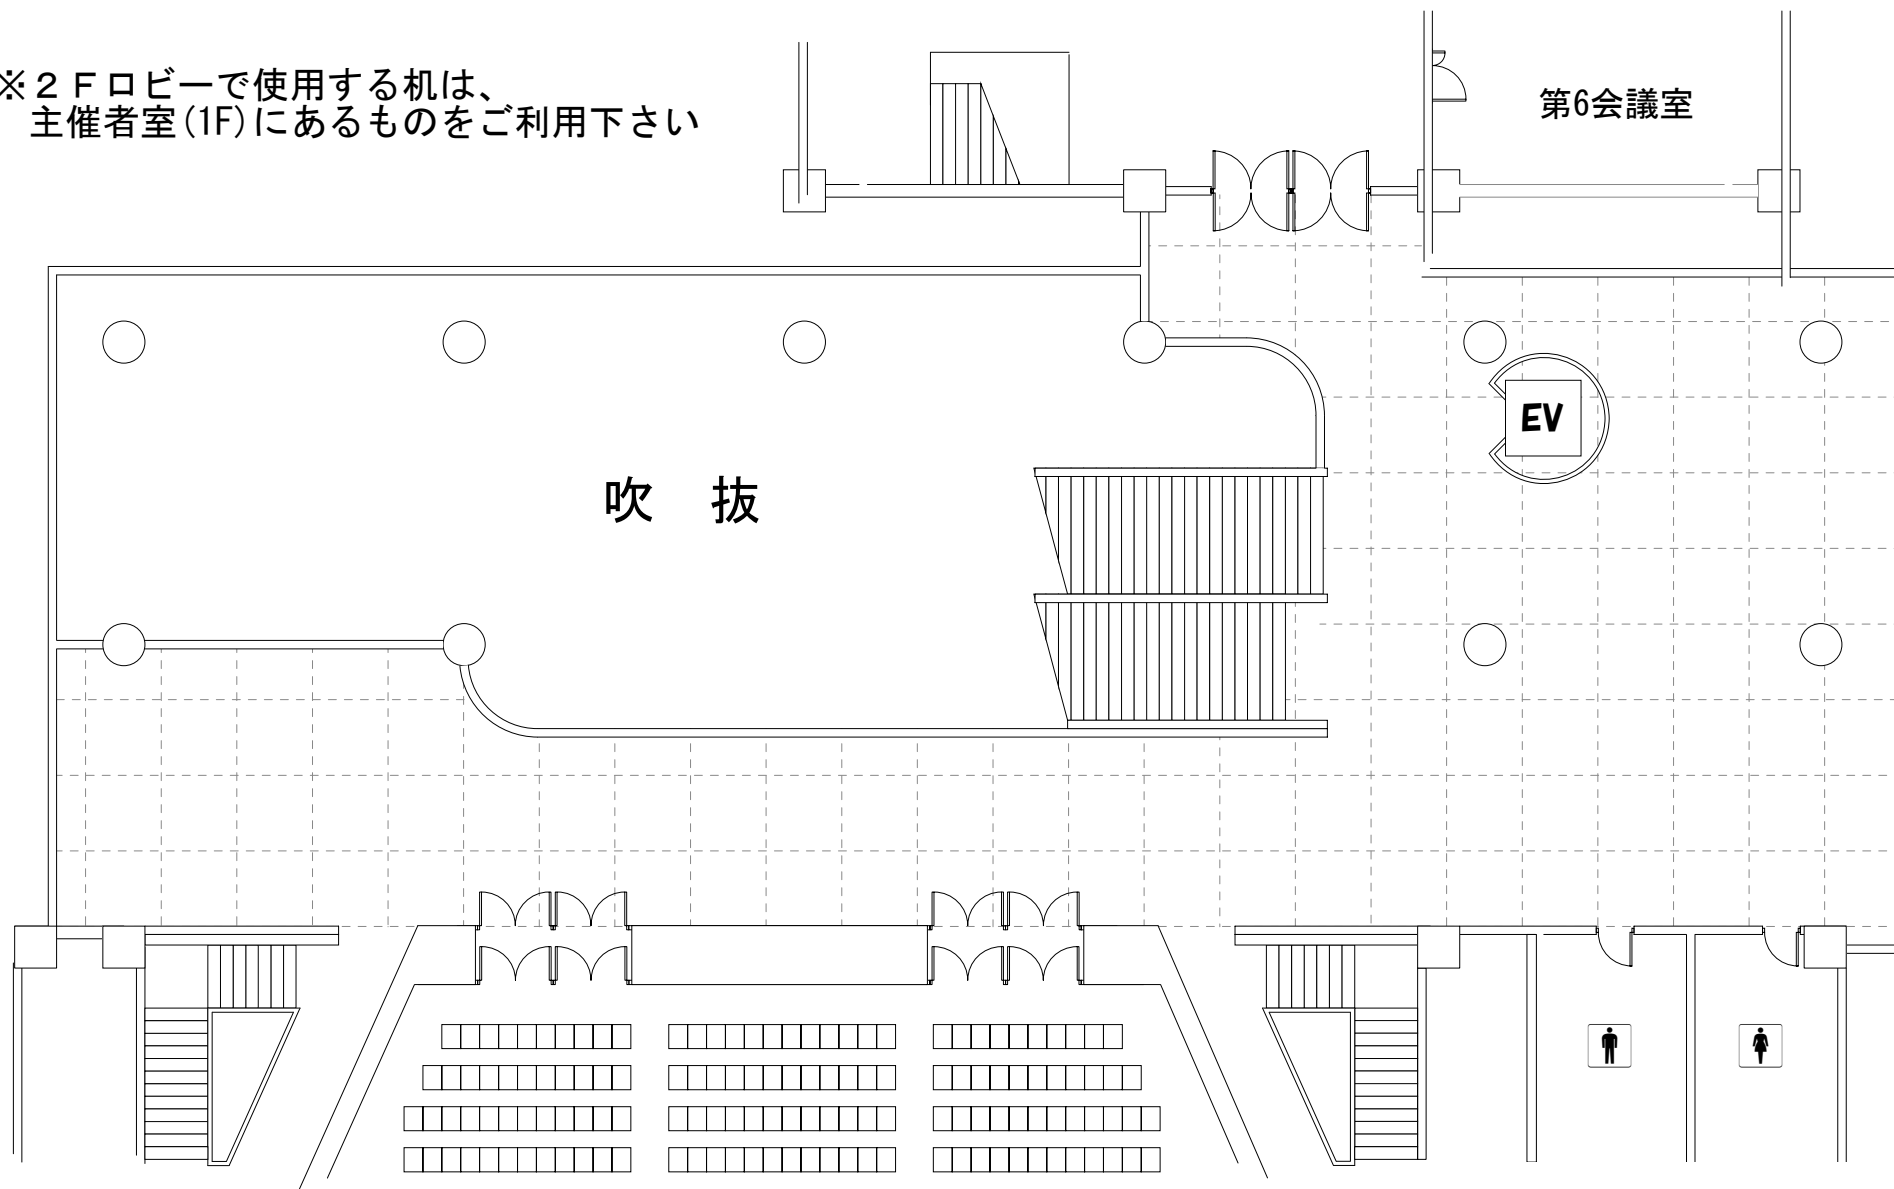 ※２Ｆロビーで使用する机は、
主催者室(1F)にあるものをご利用下さい
第6会議室
EV
吹　抜